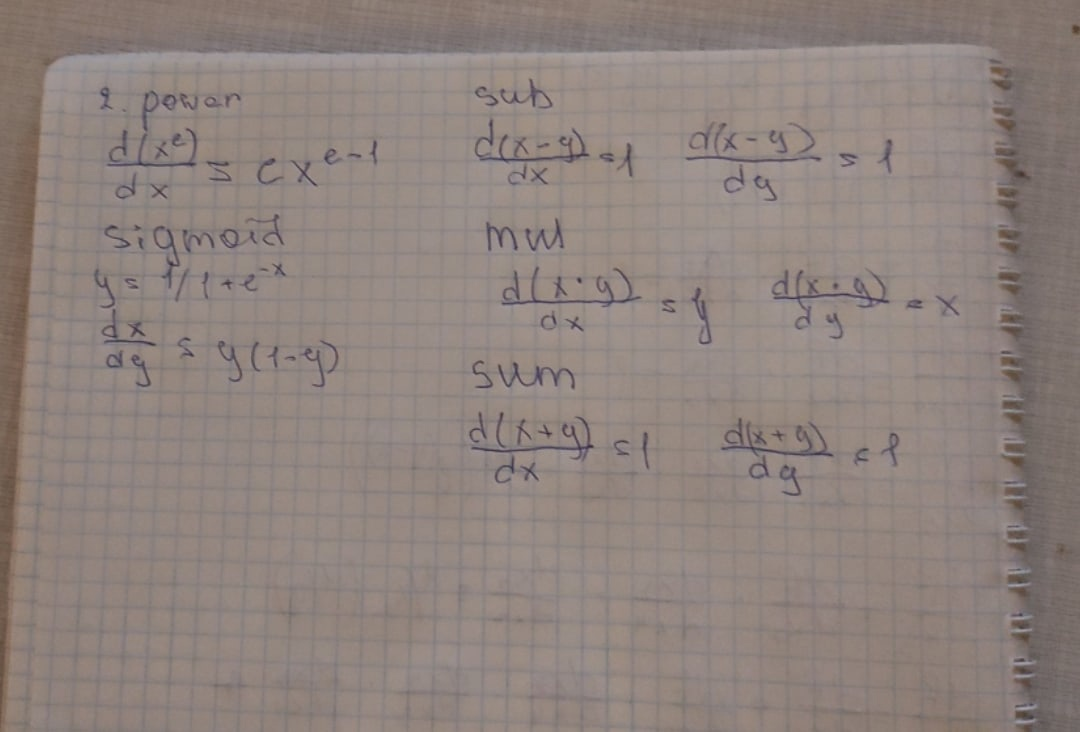 2. power
d(x^e)/dx = ex^e-1
sigmoid
y = 1/1+e^-x
dx/dy = y(1-y)
sub
d(x-y)/dx = 1 d(x-y)/dy = 1
mul
d(x·y)/dx = y d(x·y)/dy = x
sum
d(x+y)/dx = 1 d(x+y)/dy = 1